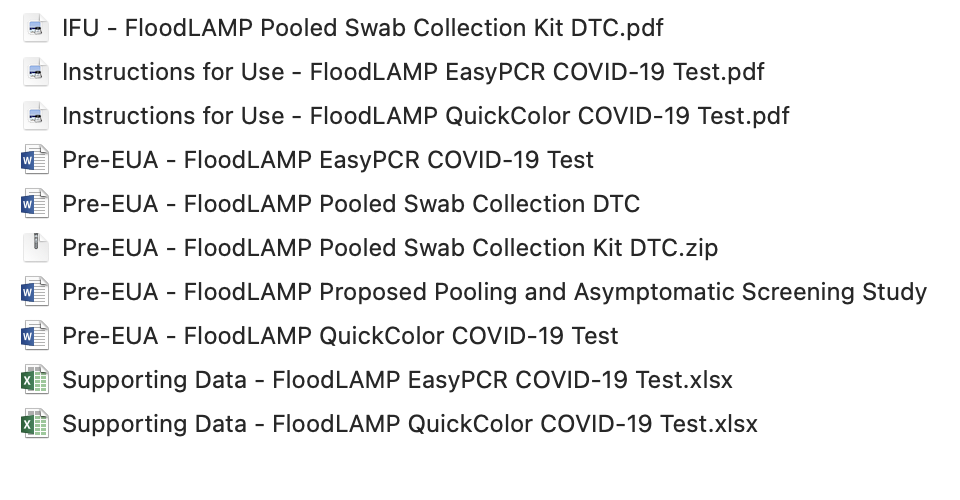 IFU - FloodLAMP Pooled Swab Collection Kit DTC.pdf
Instructions for Use - FloodLAMP EasyPCR COVID-19 Test.pdf
Instructions for Use - FloodLAMP QuickColor COVID-19 Test.pdf
Pre-EUA - FloodLAMP EasyPCR COVID-19 Test
Pre-EUA - FloodLAMP Pooled Swab Collection DTC
Pre-EUA - FloodLAMP Pooled Swab Collection Kit DTC.zip
Pre-EUA - FloodLAMP Proposed Pooling and Asymptomatic Screening Study
Pre-EUA - FloodLAMP QuickColor COVID-19 Test
Supporting Data - FloodLAMP EasyPCR COVID-19 Test.xlsx
Supporting Data - FloodLAMP QuickColor COVID-19 Test.xlsx